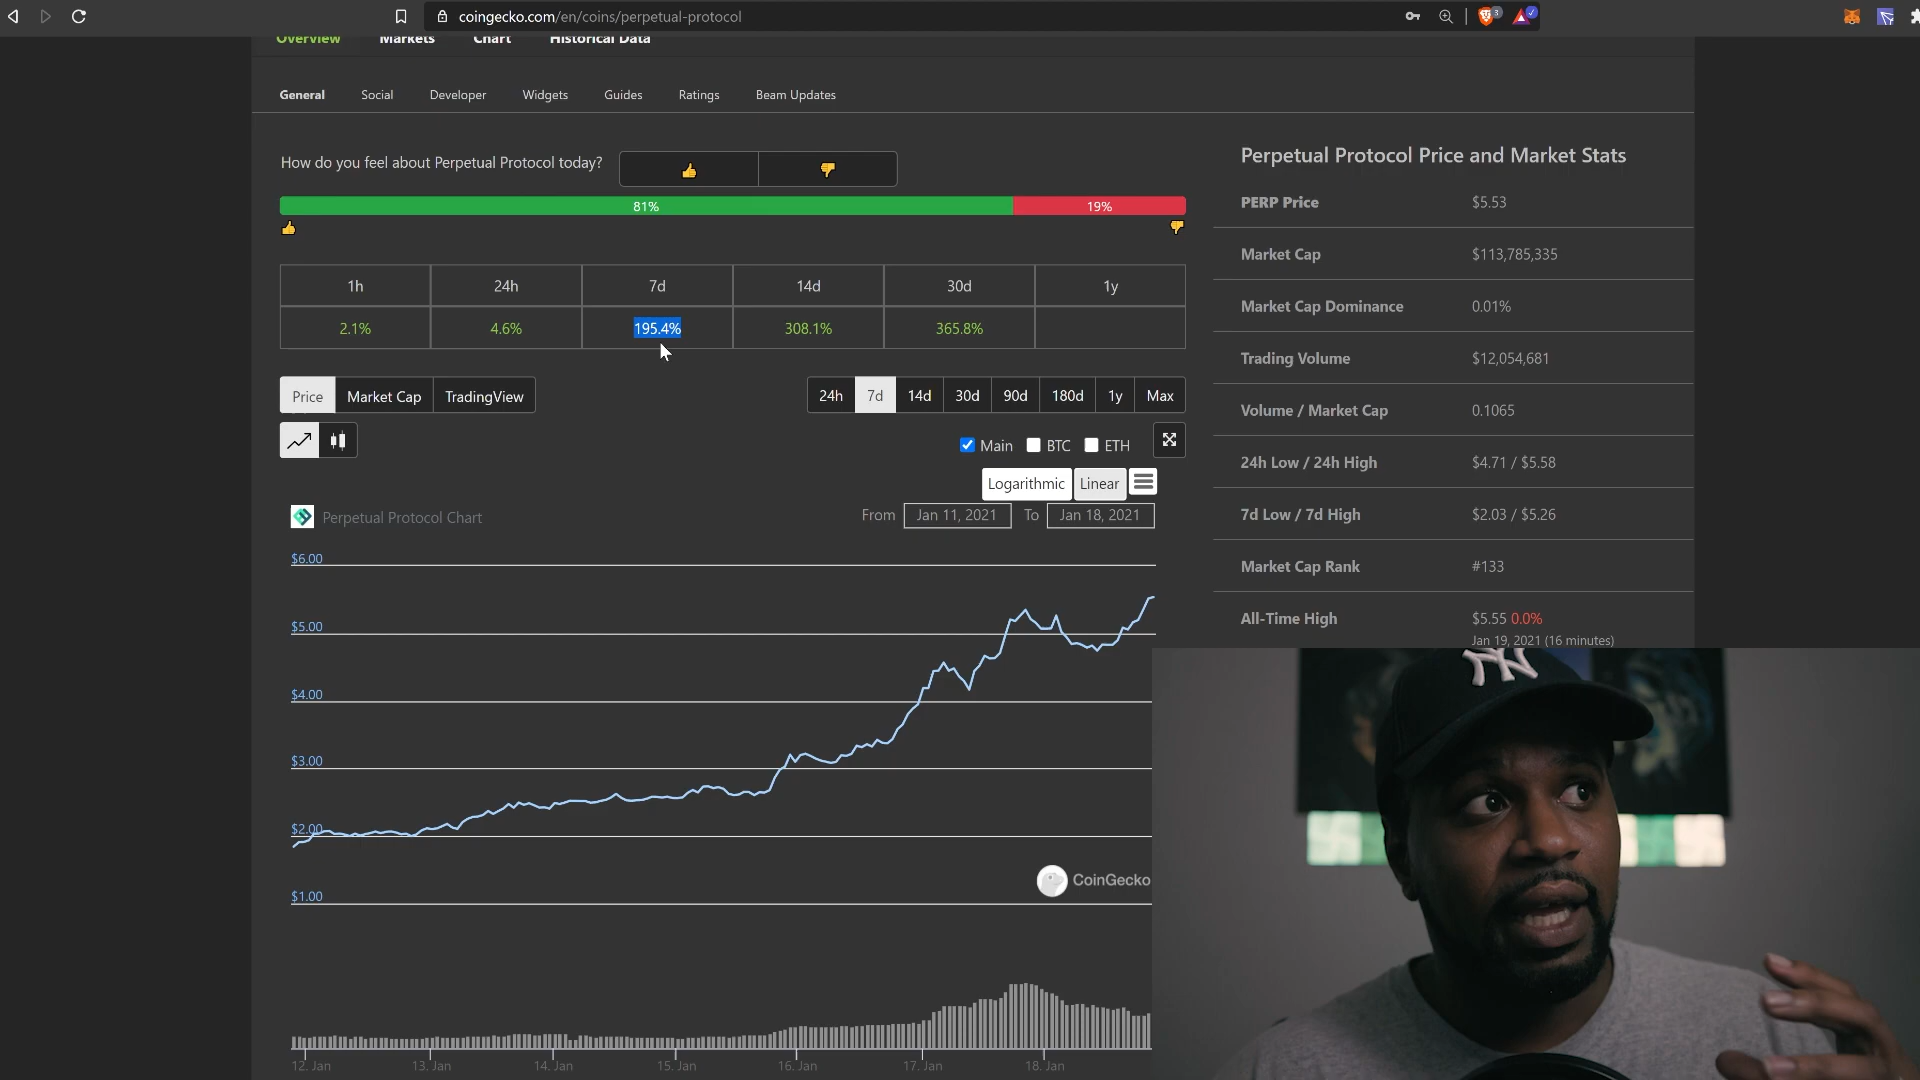 coingecko.com/en/coins/perpetual-protocol
3
Overview Markets Chart Historical Data
General Social Developer Widgets Guides Ratings Beam Updates
How do you feel about Perpetual Protocol today?
81% 19%
1h 24h 7d 14d 30d 1y
2.1% 4.6% 195.4% 308.1% 365.8%
Price Market Cap TradingView
24h 7d 14d 30d 90d 180d 1y Max
Main BTC ETH
Logarithmic Linear
Perpetual Protocol Chart
From Jan 11, 2021 To Jan 18, 2021
$6.00
$5.00
$4.00
$3.00
$2.00
$1.00
CoinGecko
12. Jan 13. Jan 14. Jan 15. Jan 16. Jan 17. Jan 18. Jan
Perpetual Protocol Price and Market Stats
PERP Price $5.53
Market Cap $113,785,335
Market Cap Dominance 0.01%
Trading Volume $12,054,681
Volume / Market Cap 0.1065
24h Low / 24h High $4.71 / $5.58
7d Low / 7d High $2.03 / $5.26
Market Cap Rank #133
All-Time High $5.55 0.0%
Jan 19, 2021 (16 minutes)
NY